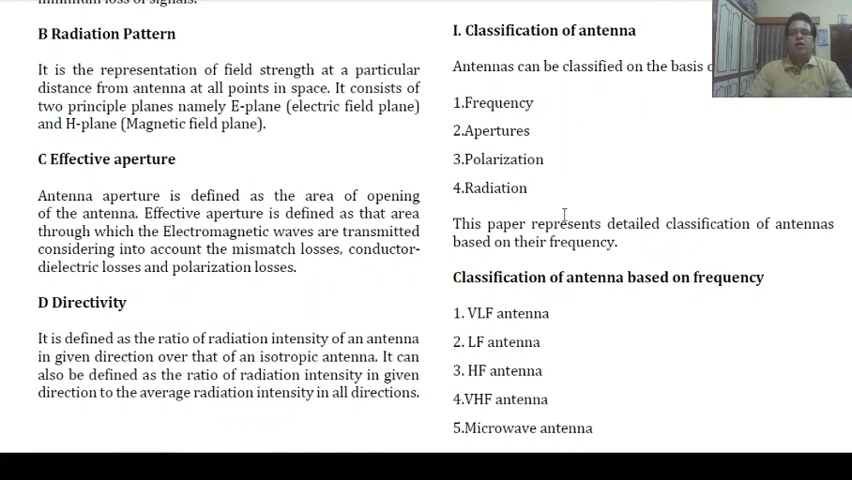 minimum loss of signals.
B Radiation Pattern
It is the representation of field strength at a particular
distance from antenna at all points in space. It consists of
two principle planes namely E-plane (electric field plane)
and H-plane (Magnetic field plane).
C Effective aperture
Antenna aperture is defined as the area of opening
of the antenna. Effective aperture is defined as that area
through which the Electromagnetic waves are transmitted
considering into account the mismatch losses, conductor-
dielectric losses and polarization losses.
D Directivity
It is defined as the ratio of radiation intensity of an antenna
in given direction over that of an isotropic antenna. It can
also be defined as the ratio of radiation intensity in given
direction to the average radiation intensity in all directions.
I. Classification of antenna
Antennas can be classified on the basis
1.Frequency
2.Apertures
3.Polarization
4.Radiation
This paper represents detailed classification of antennas
based on their frequency.
Classification of antenna based on frequency
1. VLF antenna
2. LF antenna
3. HF antenna
4.VHF antenna
5.Microwave antenna